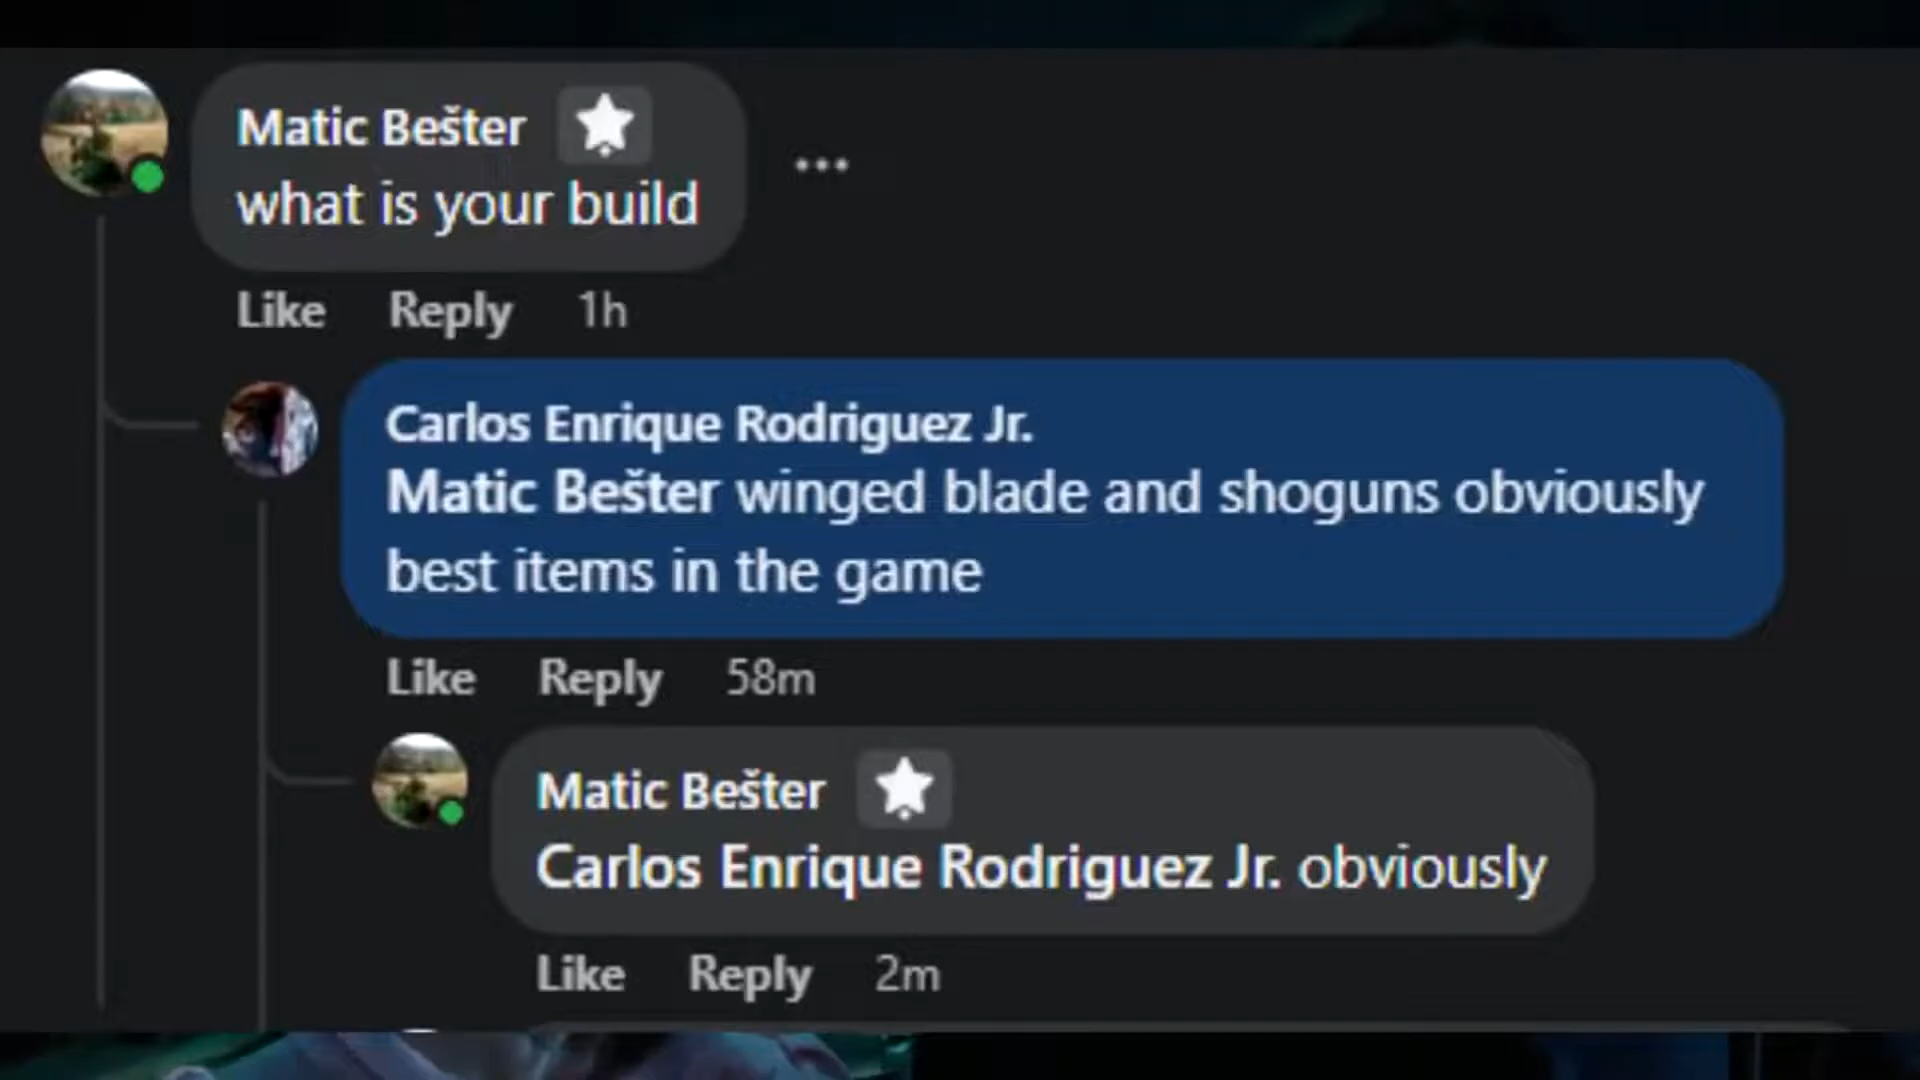 Matic Bešter
what is your build
Like Reply 1h
Carlos Enrique Rodriguez Jr.
Matic Bešter winged blade and shoguns obviously
best items in the game
Like Reply 58m
Matic Bešter
Carlos Enrique Rodriguez Jr. obviously
Like Reply 2m